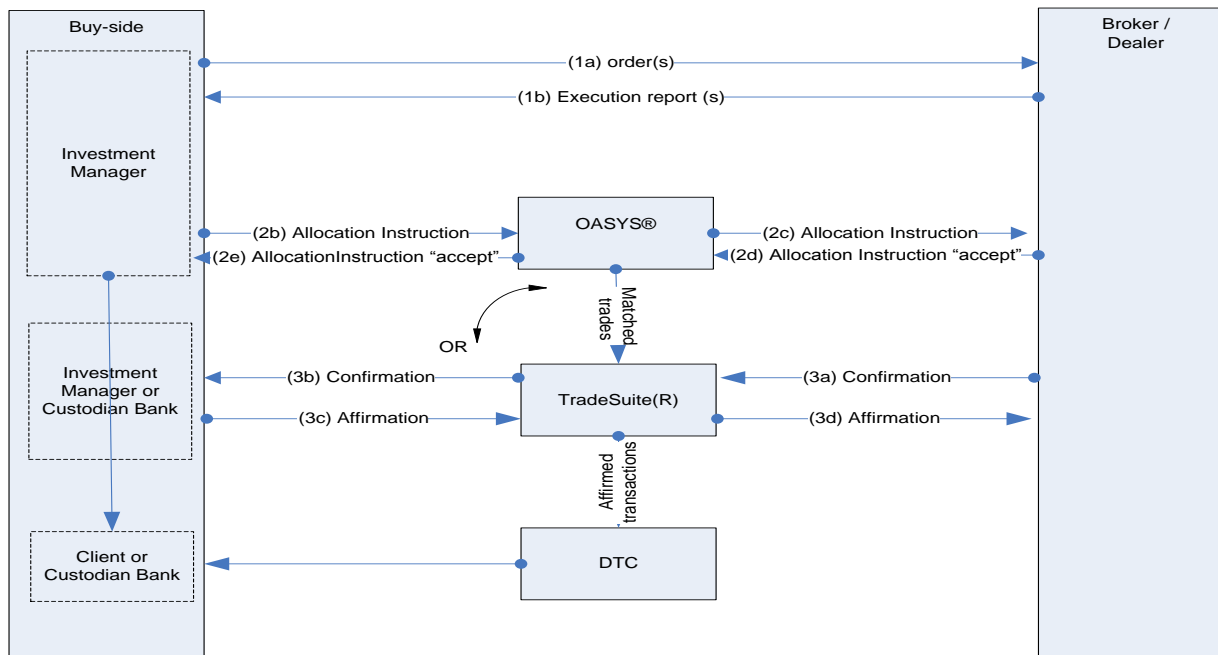 Buy-side
Broker /
Dealer
(1a) order(s)
(1b) Execution report (s)
Investment
Manager
OASYS®
(2b) Allocation Instruction
(2c) Allocation Instruction
(2e) AllocationInstruction “accept”
(2d) Allocation Instruction “accept”
Matched
trades
OR
Investment
Manager or
Custodian Bank
(3b) Confirmation
(3a) Confirmation
TradeSuite(R)
(3c) Affirmation
(3d) Affirmation
Affirmed
transactions
Client or
Custodian Bank
DTC